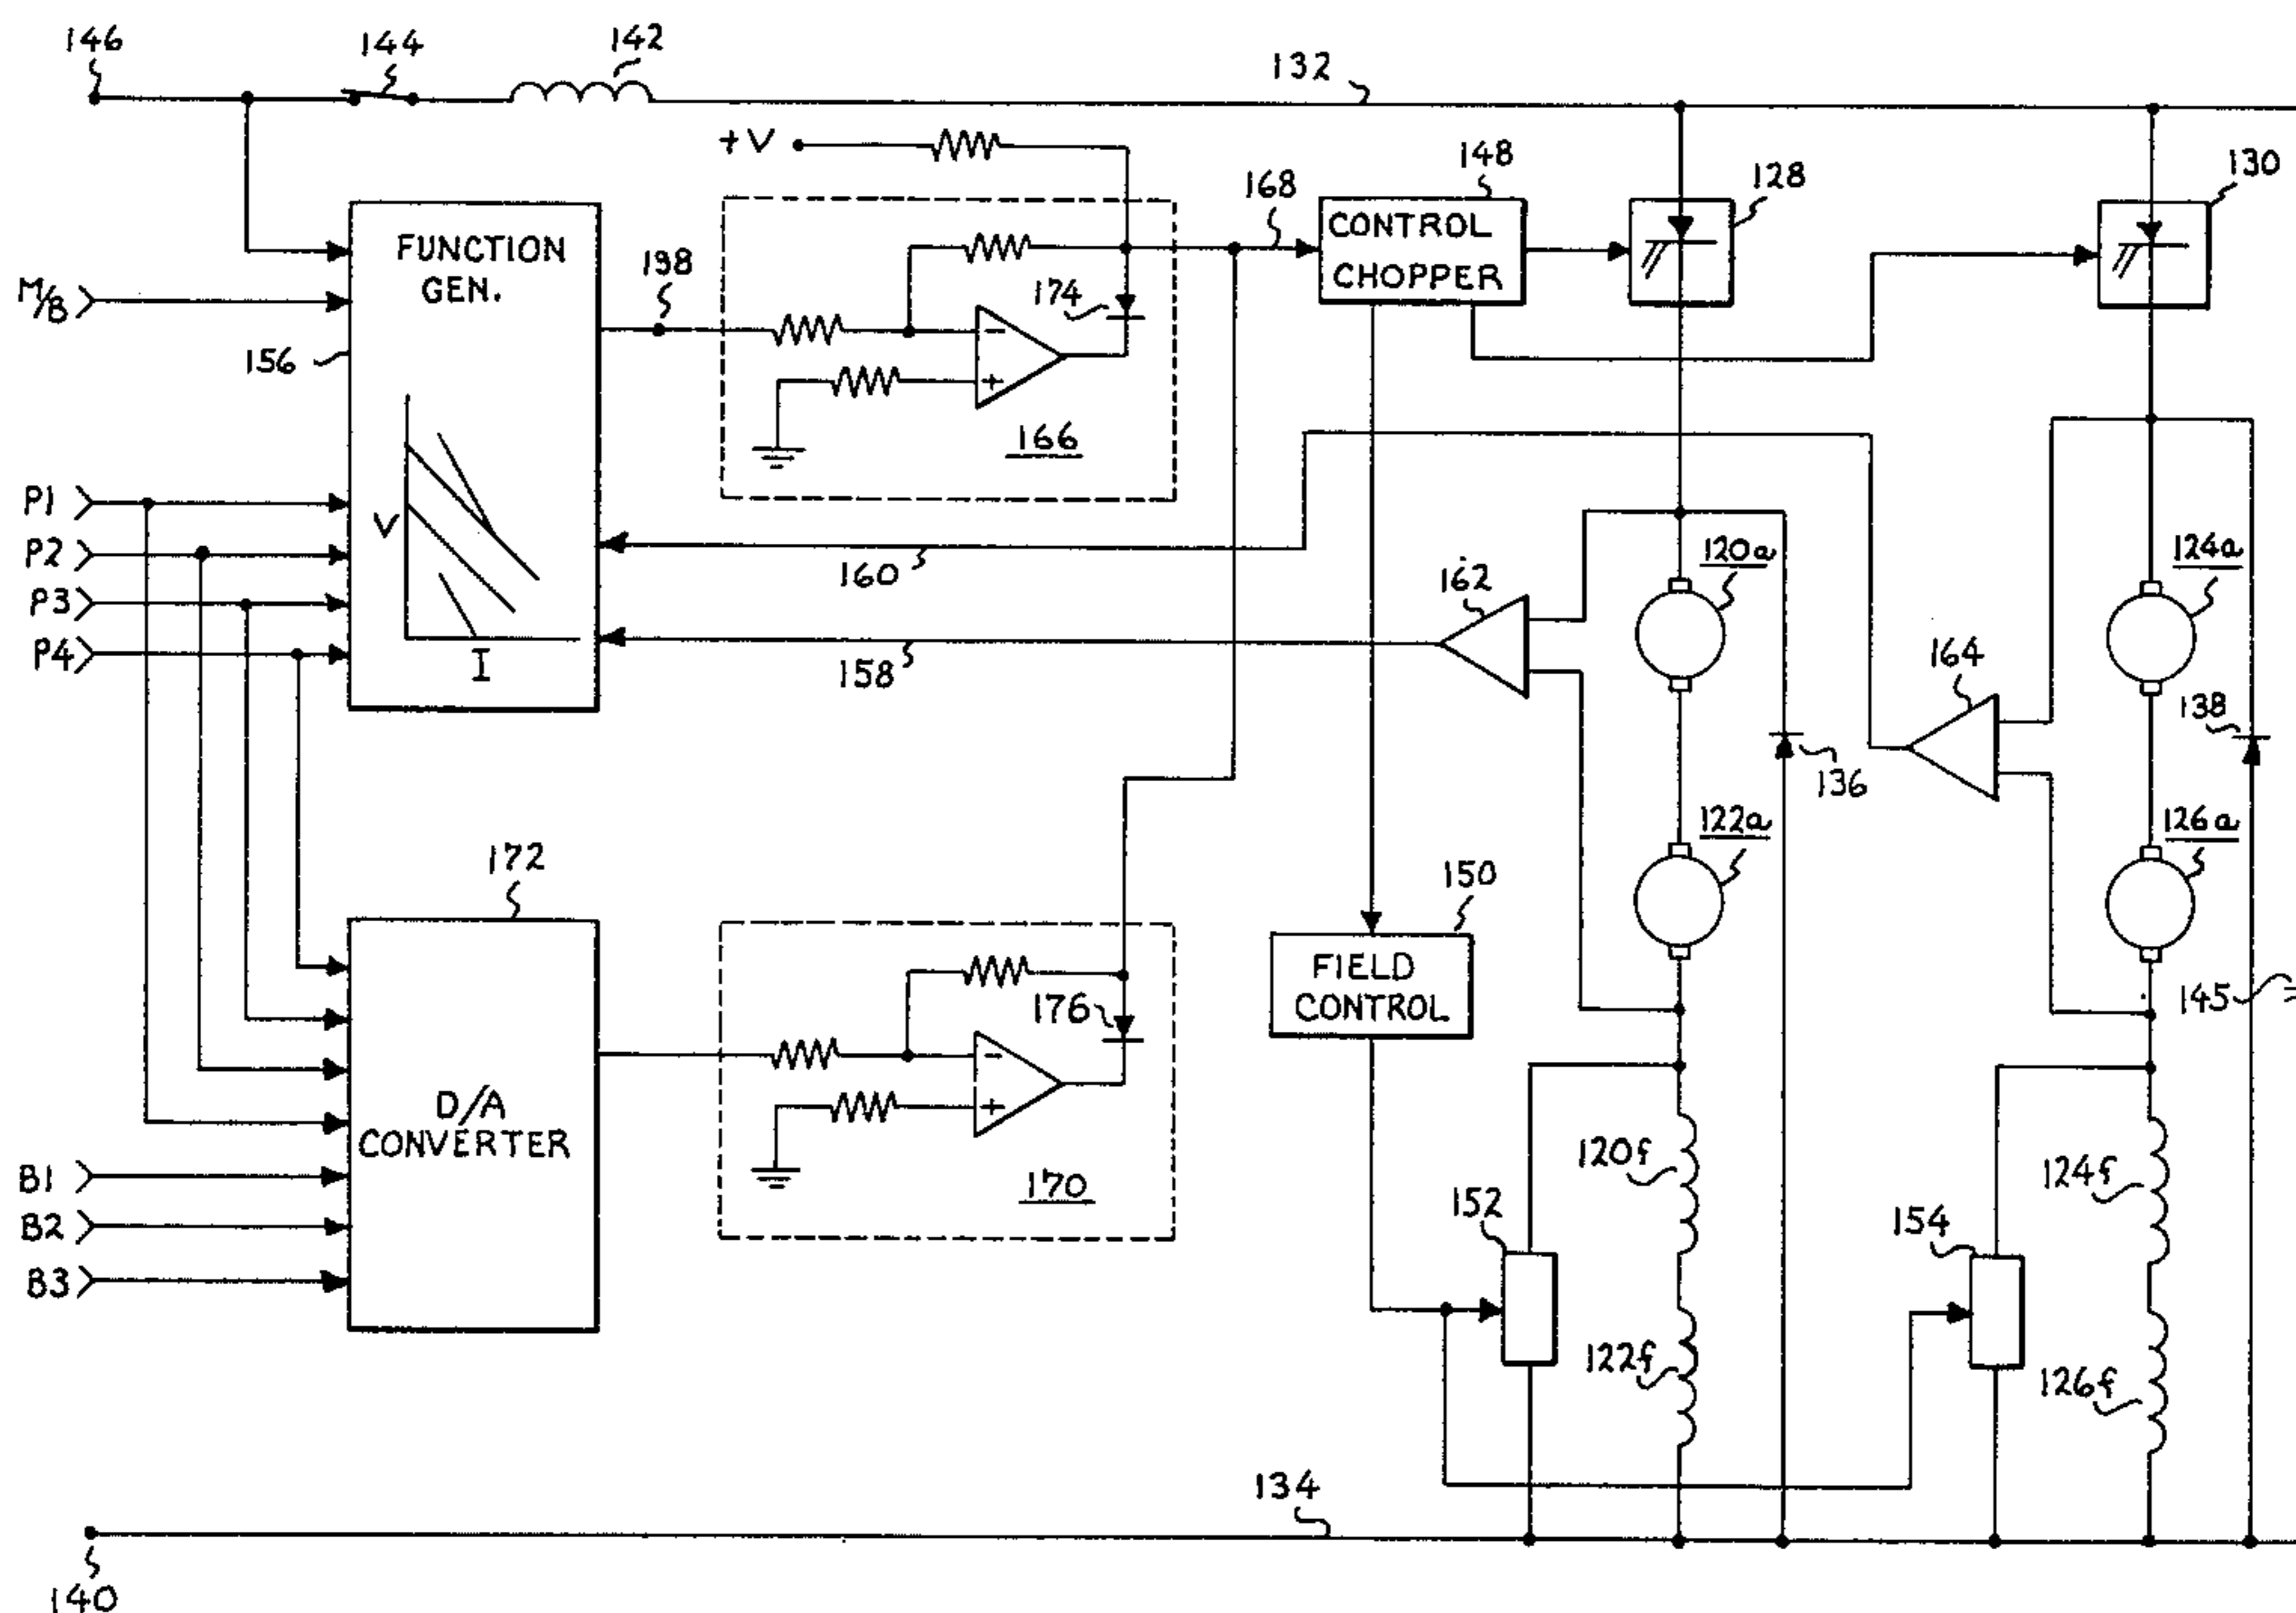 146
144
142
132
+V
148
128
130
168
CONTROL
CHOPPER
FUNCTION
GEN.
198
M/B
174
156
−
+
166
P1
P2
P3
P4
V
I
160
158
162
120a
124a
164
138
136
122a
126a
172
150
FIELD
CONTROL
145
176
−
+
D/A
CONVERTER
170
B1
B2
B3
120f
124f
152
154
122f
126f
134
140